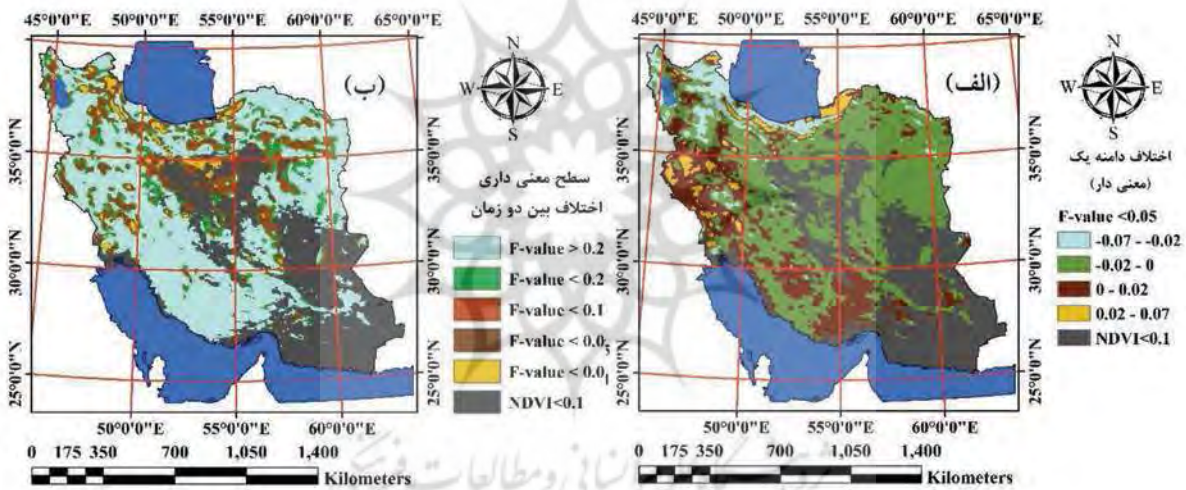 45°0'0"E 50°0'0"E 55°0'0"E 60°0'0"E 65°0'0"E
(ب)
N
W E
S
35°0'0"N
30°0'0"N
25°0'0"N
سطح معنی داری
اختلاف بین دو زمان
F-value > 0.2
F-value < 0.2
F-value < 0.1
F-value < 0.05
F-value < 0.01
NDVI<0.1
50°0'0"E 55°0'0"E 60°0'0"E
0 175 350 700 1,050 1,400
Kilometers
45°0'0"E 50°0'0"E 55°0'0"E 60°0'0"E 65°0'0"E
(الف)
N
W E
S
35°0'0"N
30°0'0"N
25°0'0"N
اختلاف دامنه یک
(معنی دار)
F-value <0.05
-0.07 - -0.02
-0.02 - 0
0 - 0.02
0.02 - 0.07
NDVI<0.1
50°0'0"E 55°0'0"E 60°0'0"E
0 175 350 700 1,050 1,400
Kilometers
پژوهشگاه علوم انسانی و مطالعات فرهنگی